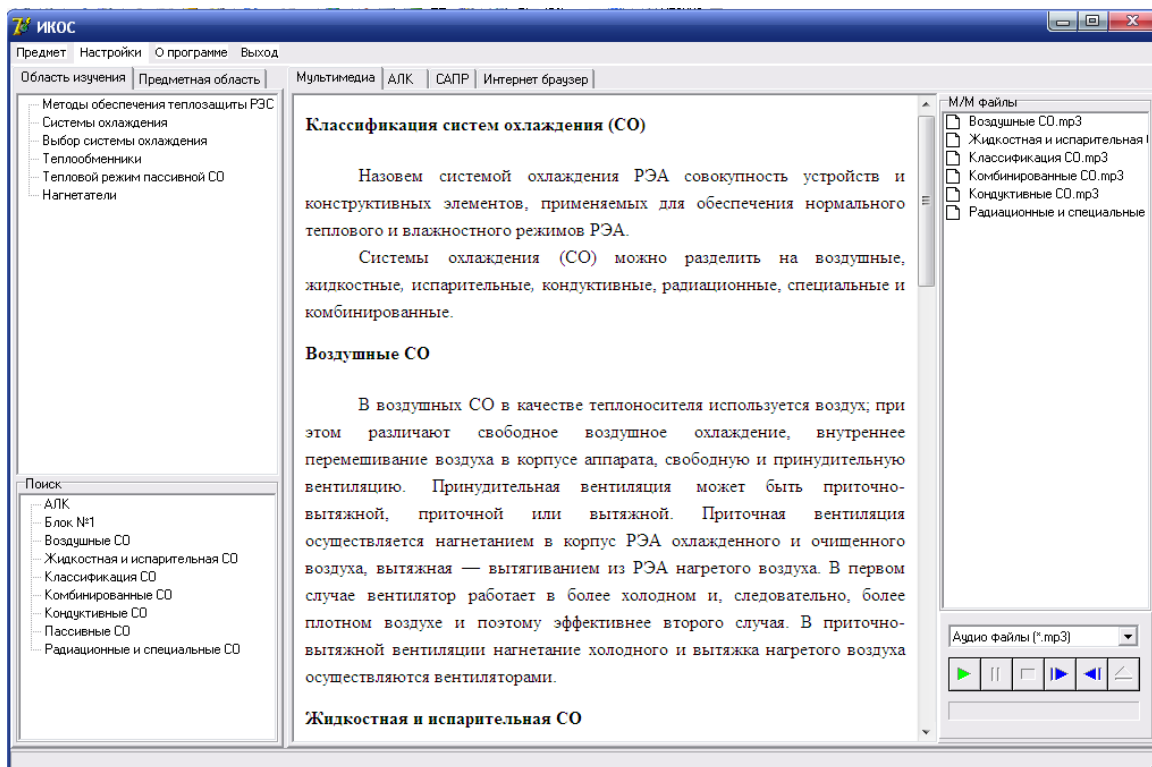 ИКОС
Предмет Настройки О программе Выход
Область изучения Предметная область
Методы обеспечения теплозащиты РЭС
Системы охлаждения
Выбор системы охлаждения
Теплообменники
Тепловой режим пассивной СО
Нагнетатели
Поиск
АЛК
Блок №1
Воздушные СО
Жидкостная и испарительная СО
Классификация СО
Комбинированные СО
Кондуктивные СО
Пассивные СО
Радиационные и специальные СО
Мультимедиа АЛК САПР Интернет браузер
Классификация систем охлаждения (СО)
Назовем системой охлаждения РЭА совокупность устройств и
конструктивных элементов, применяемых для обеспечения нормального
теплового и влажностного режимов РЭА.
Системы охлаждения (СО) можно разделить на воздушные,
жидкостные, испарительные, кондуктивные, радиационные, специальные и
комбинированные.
Воздушные СО
В воздушных СО в качестве теплоносителя используется воздух; при
этом различают свободное воздушное охлаждение, внутреннее
перемешивание воздуха в корпусе аппарата, свободную и принудительную
вентиляцию. Принудительная вентиляция может быть приточно-
вытяжной, приточной или вытяжной. Приточная вентиляция
осуществляется нагнетанием в корпус РЭА охлажденного и очищенного
воздуха, вытяжная — вытягиванием из РЭА нагретого воздуха. В первом
случае вентилятор работает в более холодном и, следовательно, более
плотном воздухе и поэтому эффективнее второго случая. В приточно-
вытяжной вентиляции нагнетание холодного и вытяжка нагретого воздуха
осуществляются вентиляторами.
Жидкостная и испарительная СО
М/М файлы
Воздушные СО.mp3
Жидкостная и испарительная
Классификация СО.mp3
Комбинированные СО.mp3
Кондуктивные СО.mp3
Радиационные и специальные
Аудио файлы (*.mp3)